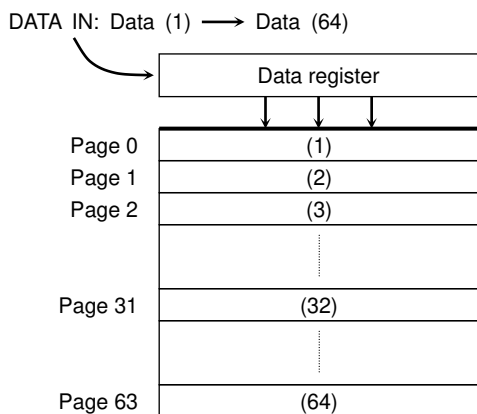 DATA IN: Data (1) ⟶ Data (64)
Data register
Page 0 (1)
Page 1 (2)
Page 2 (3)
Page 31 (32)
Page 63 (64)